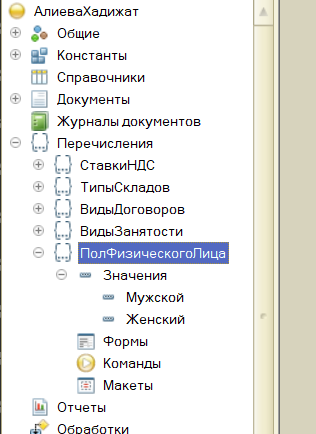 АлиеваХадижат
Общие
Константы
Справочники
Документы
Журналы документов
Перечисления
СтавкиНДС
ТипыСкладов
ВидыДоговоров
ВидыЗанятости
ПолФизическогоЛица
Значения
Мужской
Женский
Формы
Команды
Макеты
Отчеты
Обработки